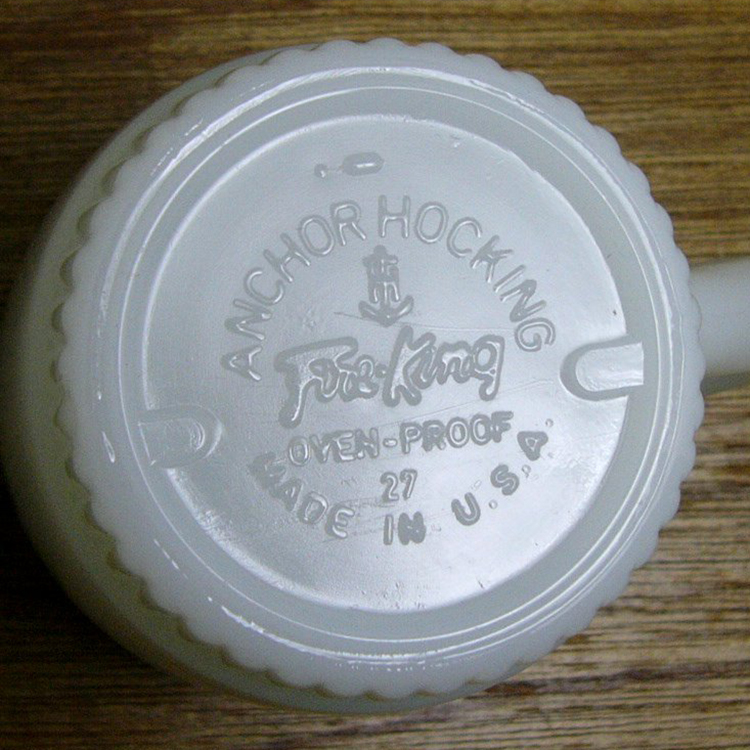 ANCHOR HOCKING
Fire-King
OVEN-PROOF
27
MADE IN U.S.A.